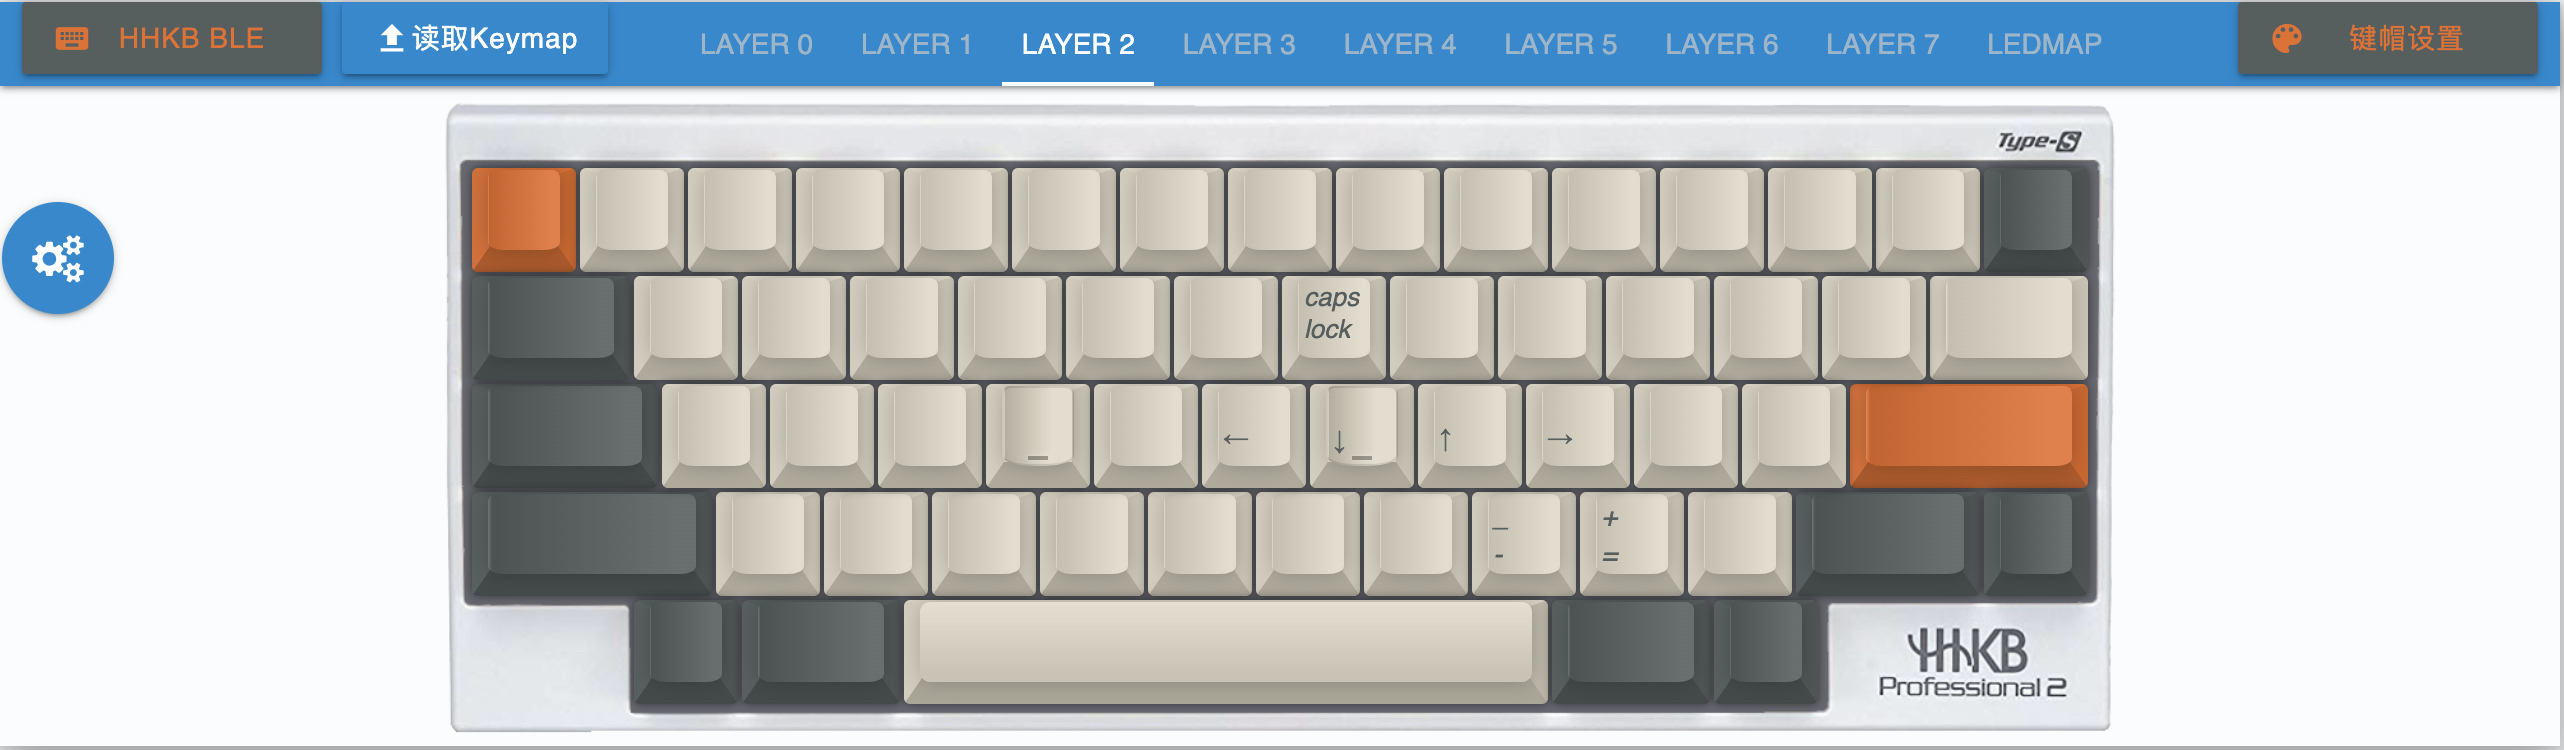 HHKB BLE
读取Keymap
LAYER 0
LAYER 1
LAYER 2
LAYER 3
LAYER 4
LAYER 5
LAYER 6
LAYER 7
LEDMAP
键帽设置
Type-S
caps
lock
←
↓
↑
→
_
-
+
=
HHKB
Professional 2